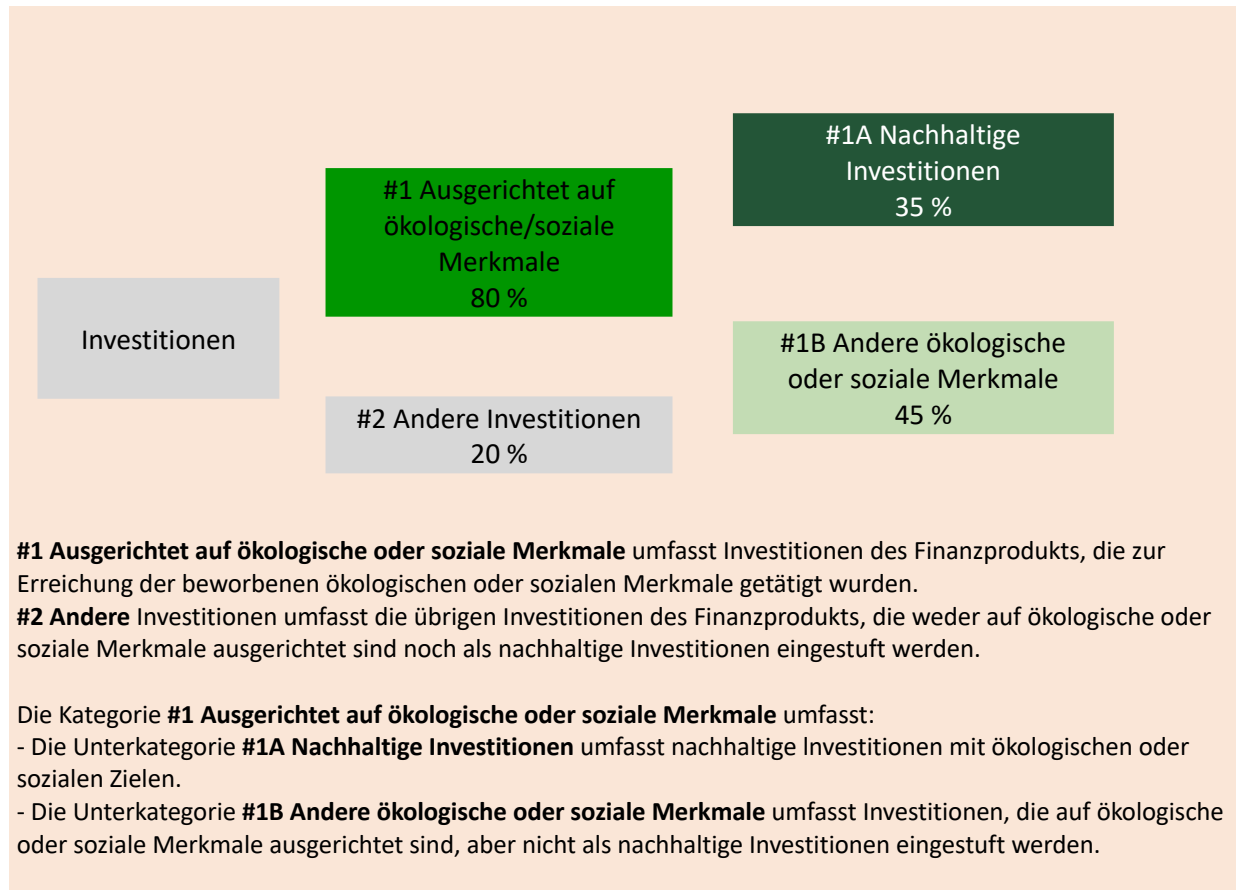 #1A Nachhaltige
Investitionen
35 %
#1 Ausgerichtet auf
ökologische/soziale
Merkmale
80 %
Investitionen
#1B Andere ökologische
oder soziale Merkmale
45 %
#2 Andere Investitionen
20 %
#1 Ausgerichtet auf ökologische oder soziale Merkmale umfasst Investitionen des Finanzprodukts, die zur
Erreichung der beworbenen ökologischen oder sozialen Merkmale getätigt wurden.
#2 Andere Investitionen umfasst die übrigen Investitionen des Finanzprodukts, die weder auf ökologische oder
soziale Merkmale ausgerichtet sind noch als nachhaltige Investitionen eingestuft werden.
Die Kategorie #1 Ausgerichtet auf ökologische oder soziale Merkmale umfasst:
- Die Unterkategorie #1A Nachhaltige Investitionen umfasst nachhaltige lnvestitionen mit ökologischen oder
sozialen Zielen.
- Die Unterkategorie #1B Andere ökologische oder soziale Merkmale umfasst Investitionen, die auf ökologische
oder soziale Merkmale ausgerichtet sind, aber nicht als nachhaltige Investitionen eingestuft werden.